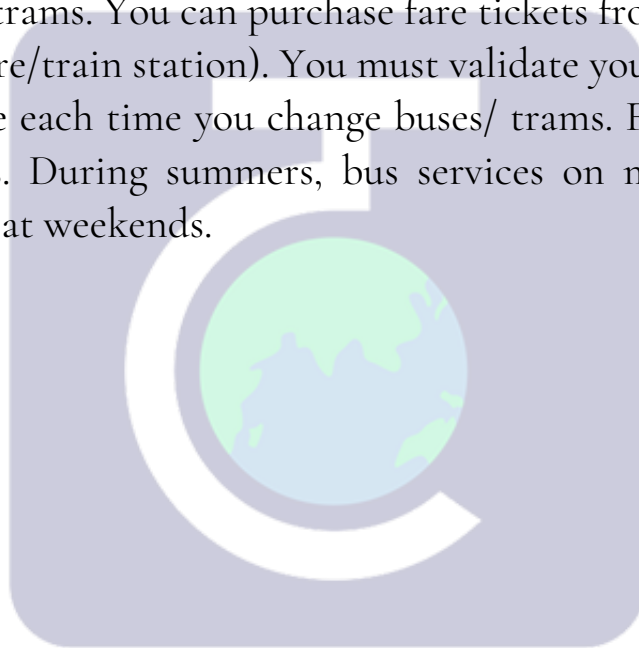 trams. You can purchase fare tickets fro
re/train station). You must validate you
e each time you change buses/ trams. E
s. During summers, bus services on n
at weekends.